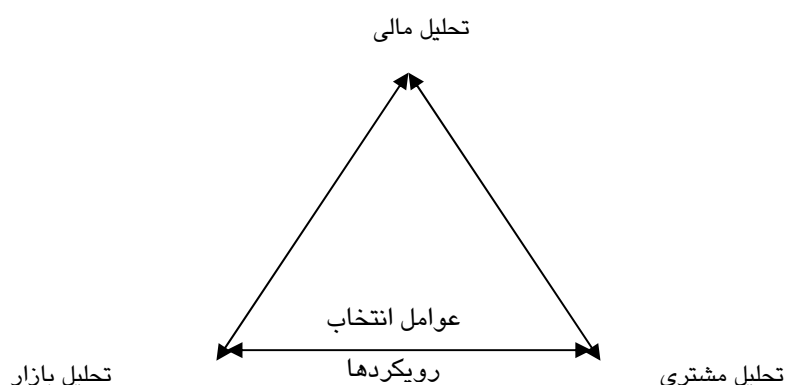 تحلیل مالی
عوامل انتخاب
رویکردها
تحلیل مشتری
تحلیل بازار